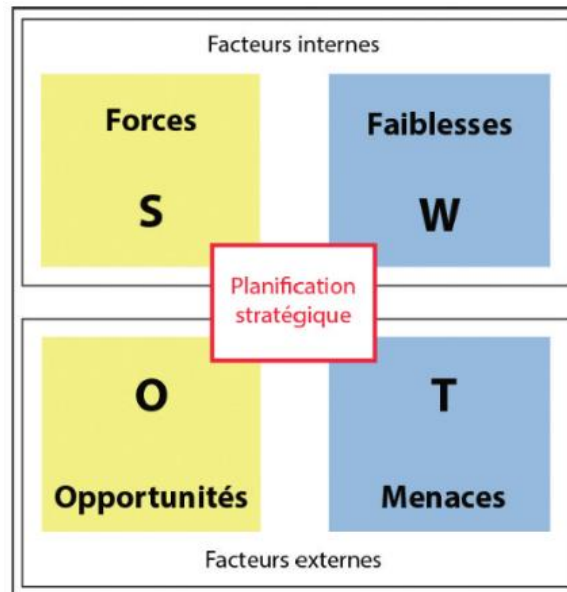 Facteurs internes
Forces
Faiblesses
S
W
Planification
stratégique
O
T
Opportunités
Menaces
Facteurs externes